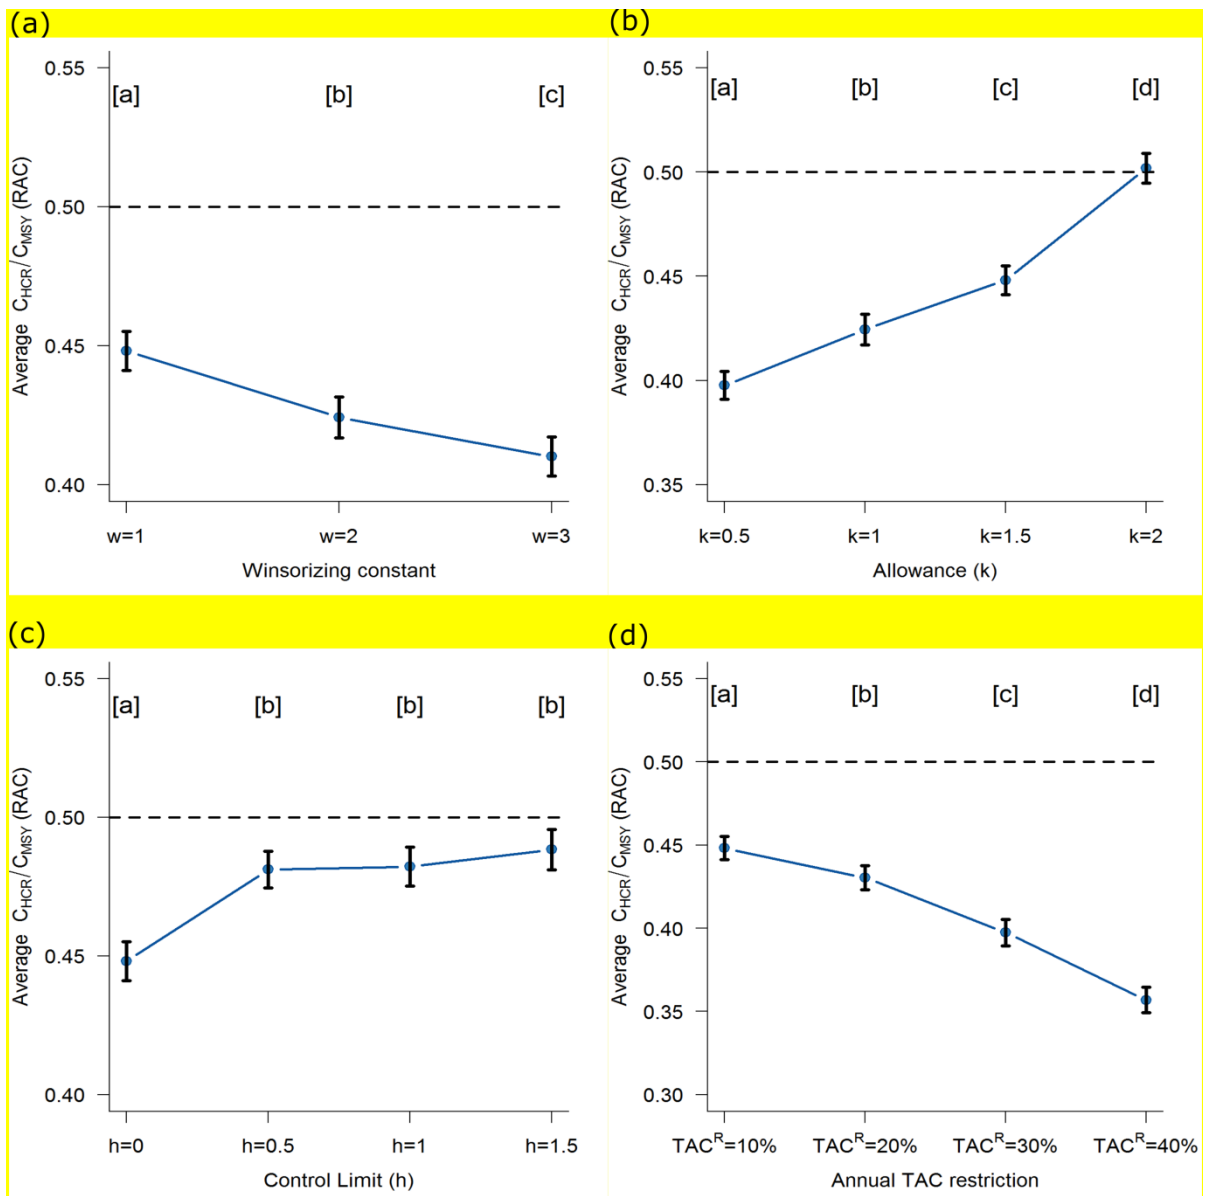 (a)
0.55
[a] [b] [c]
0.50
0.45
0.40
Average C_HCR/C_MSY (RAC)
w=1 w=2 w=3
Winsorizing constant
(b)
0.55
[a] [b] [c] [d]
0.50
0.45
0.40
0.35
Average C_HCR/C_MSY (RAC)
k=0.5 k=1 k=1.5 k=2
Allowance (k)
(c)
0.55
[a] [b] [b] [b]
0.50
0.45
0.40
Average C_HCR/C_MSY (RAC)
h=0 h=0.5 h=1 h=1.5
Control Limit (h)
(d)
0.55
[a] [b] [c] [d]
0.50
0.45
0.40
0.35
0.30
Average C_HCR/C_MSY (RAC)
TAC^R=10% TAC^R=20% TAC^R=30% TAC^R=40%
Annual TAC restriction